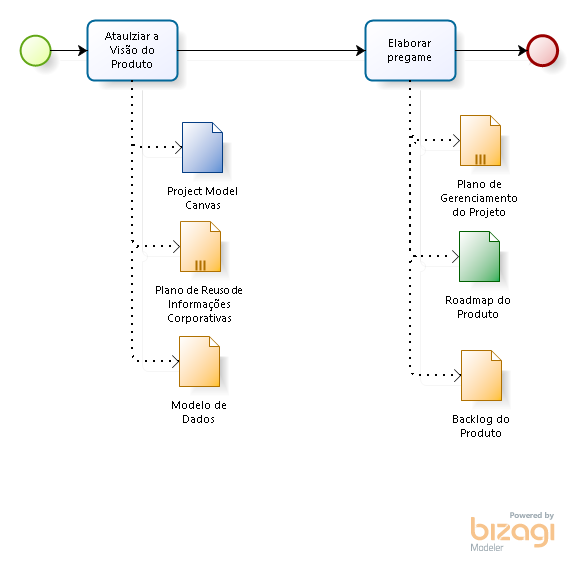 Ataulziar a
Visão do
Produto
Elaborar
pregame
Project Model
Canvas
Plano de Reuso de
Informações
Corporativas
Modelo de
Dados
Plano de
Gerenciamento
do Projeto
Roadmap do
Produto
Backlog do
Produto
Powered by
bizagi
Modeler